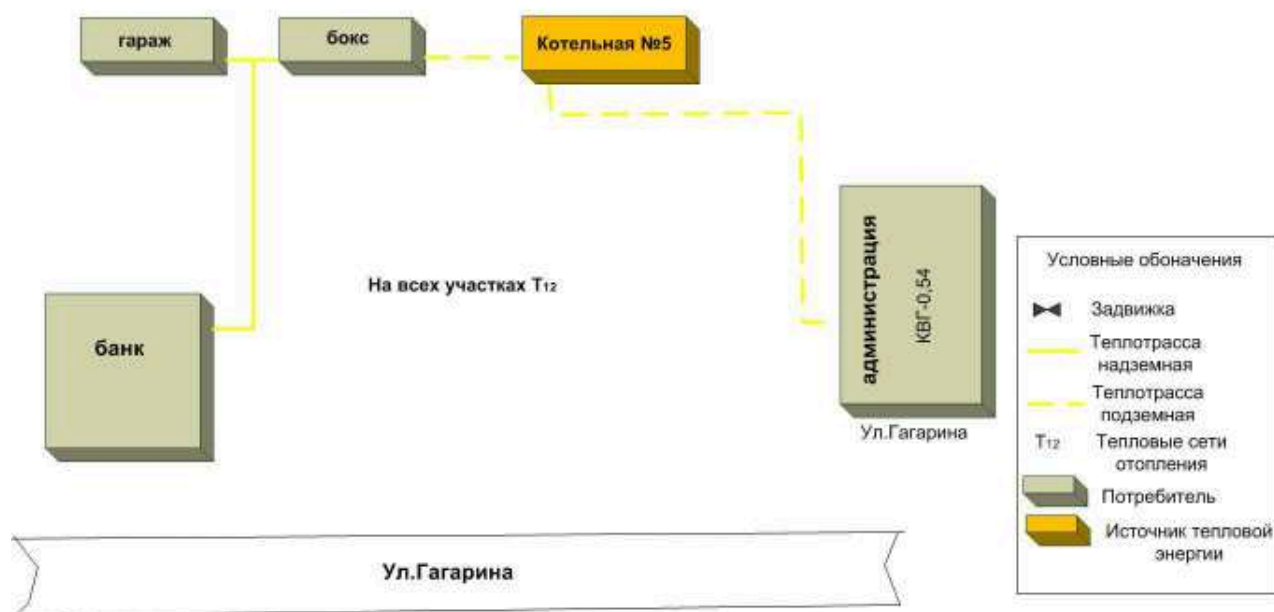 гараж
бокс
Котельная №5
администрация
КВГ-0,54
На всех участках Т12
банк
Ул.Гагарина
Ул.Гагарина
Условные обоначения
Задвижка
Теплотрасса
надземная
Теплотрасса
подземная
Т12 Тепловые сети
отопления
Потребитель
Источник тепловой
энергии